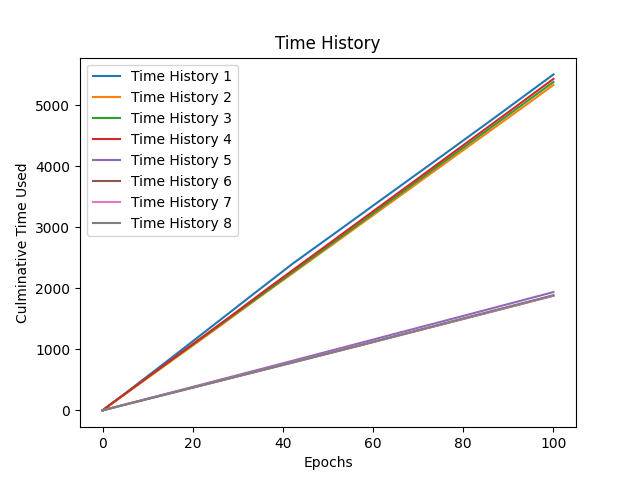 Time History
Time History 1
Time History 2
Time History 3
Time History 4
Time History 5
Time History 6
Time History 7
Time History 8
Culminative Time Used
5000
4000
3000
2000
1000
0
0 20 40 60 80 100
Epochs